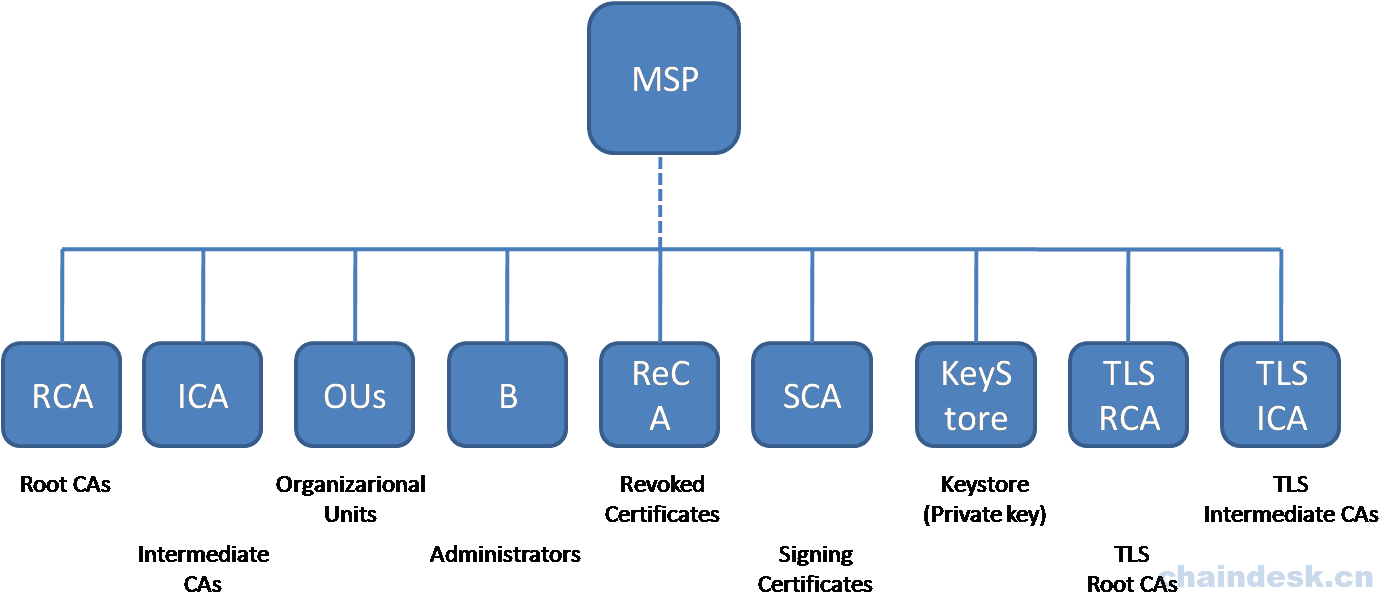 MSP
RCA
ICA
OUs
B
ReC
A
SCA
KeyS
tore
TLS
RCA
TLS
ICA
Root CAs
Intermediate
CAs
Organizarional
Units
Administrators
Revoked
Certificates
Signing
Certificates
Keystore
(Private key)
TLS
Root CAs
TLS
Intermediate CAs
chaindesk.cn